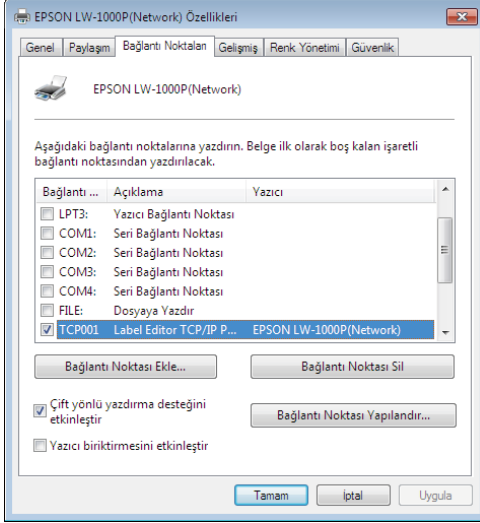 EPSON LW-1000P(Network) Özellikleri
Genel Paylaşım Bağlantı Noktaları Gelişmiş Renk Yönetimi Güvenlik
EPSON LW-1000P(Network)
Aşağıdaki bağlantı noktalarına yazdırın. Belge ilk olarak boş kalan işaretli
bağlantı noktasından yazdırılacak.
Bağlantı ... Açıklama Yazıcı
LPT3: Yazıcı Bağlantı Noktası
COM1: Seri Bağlantı Noktası
COM2: Seri Bağlantı Noktası
COM3: Seri Bağlantı Noktası
COM4: Seri Bağlantı Noktası
FILE: Dosyaya Yazdır
TCP001 Label Editor TCP/IP P... EPSON LW-1000P(Network)
Bağlantı Noktası Ekle... Bağlantı Noktası Sil
Çift yönlü yazdırma desteğini
etkinleştir
Bağlantı Noktası Yapılandır...
Yazıcı biriktirmesini etkinleştir
Tamam İptal Uygula